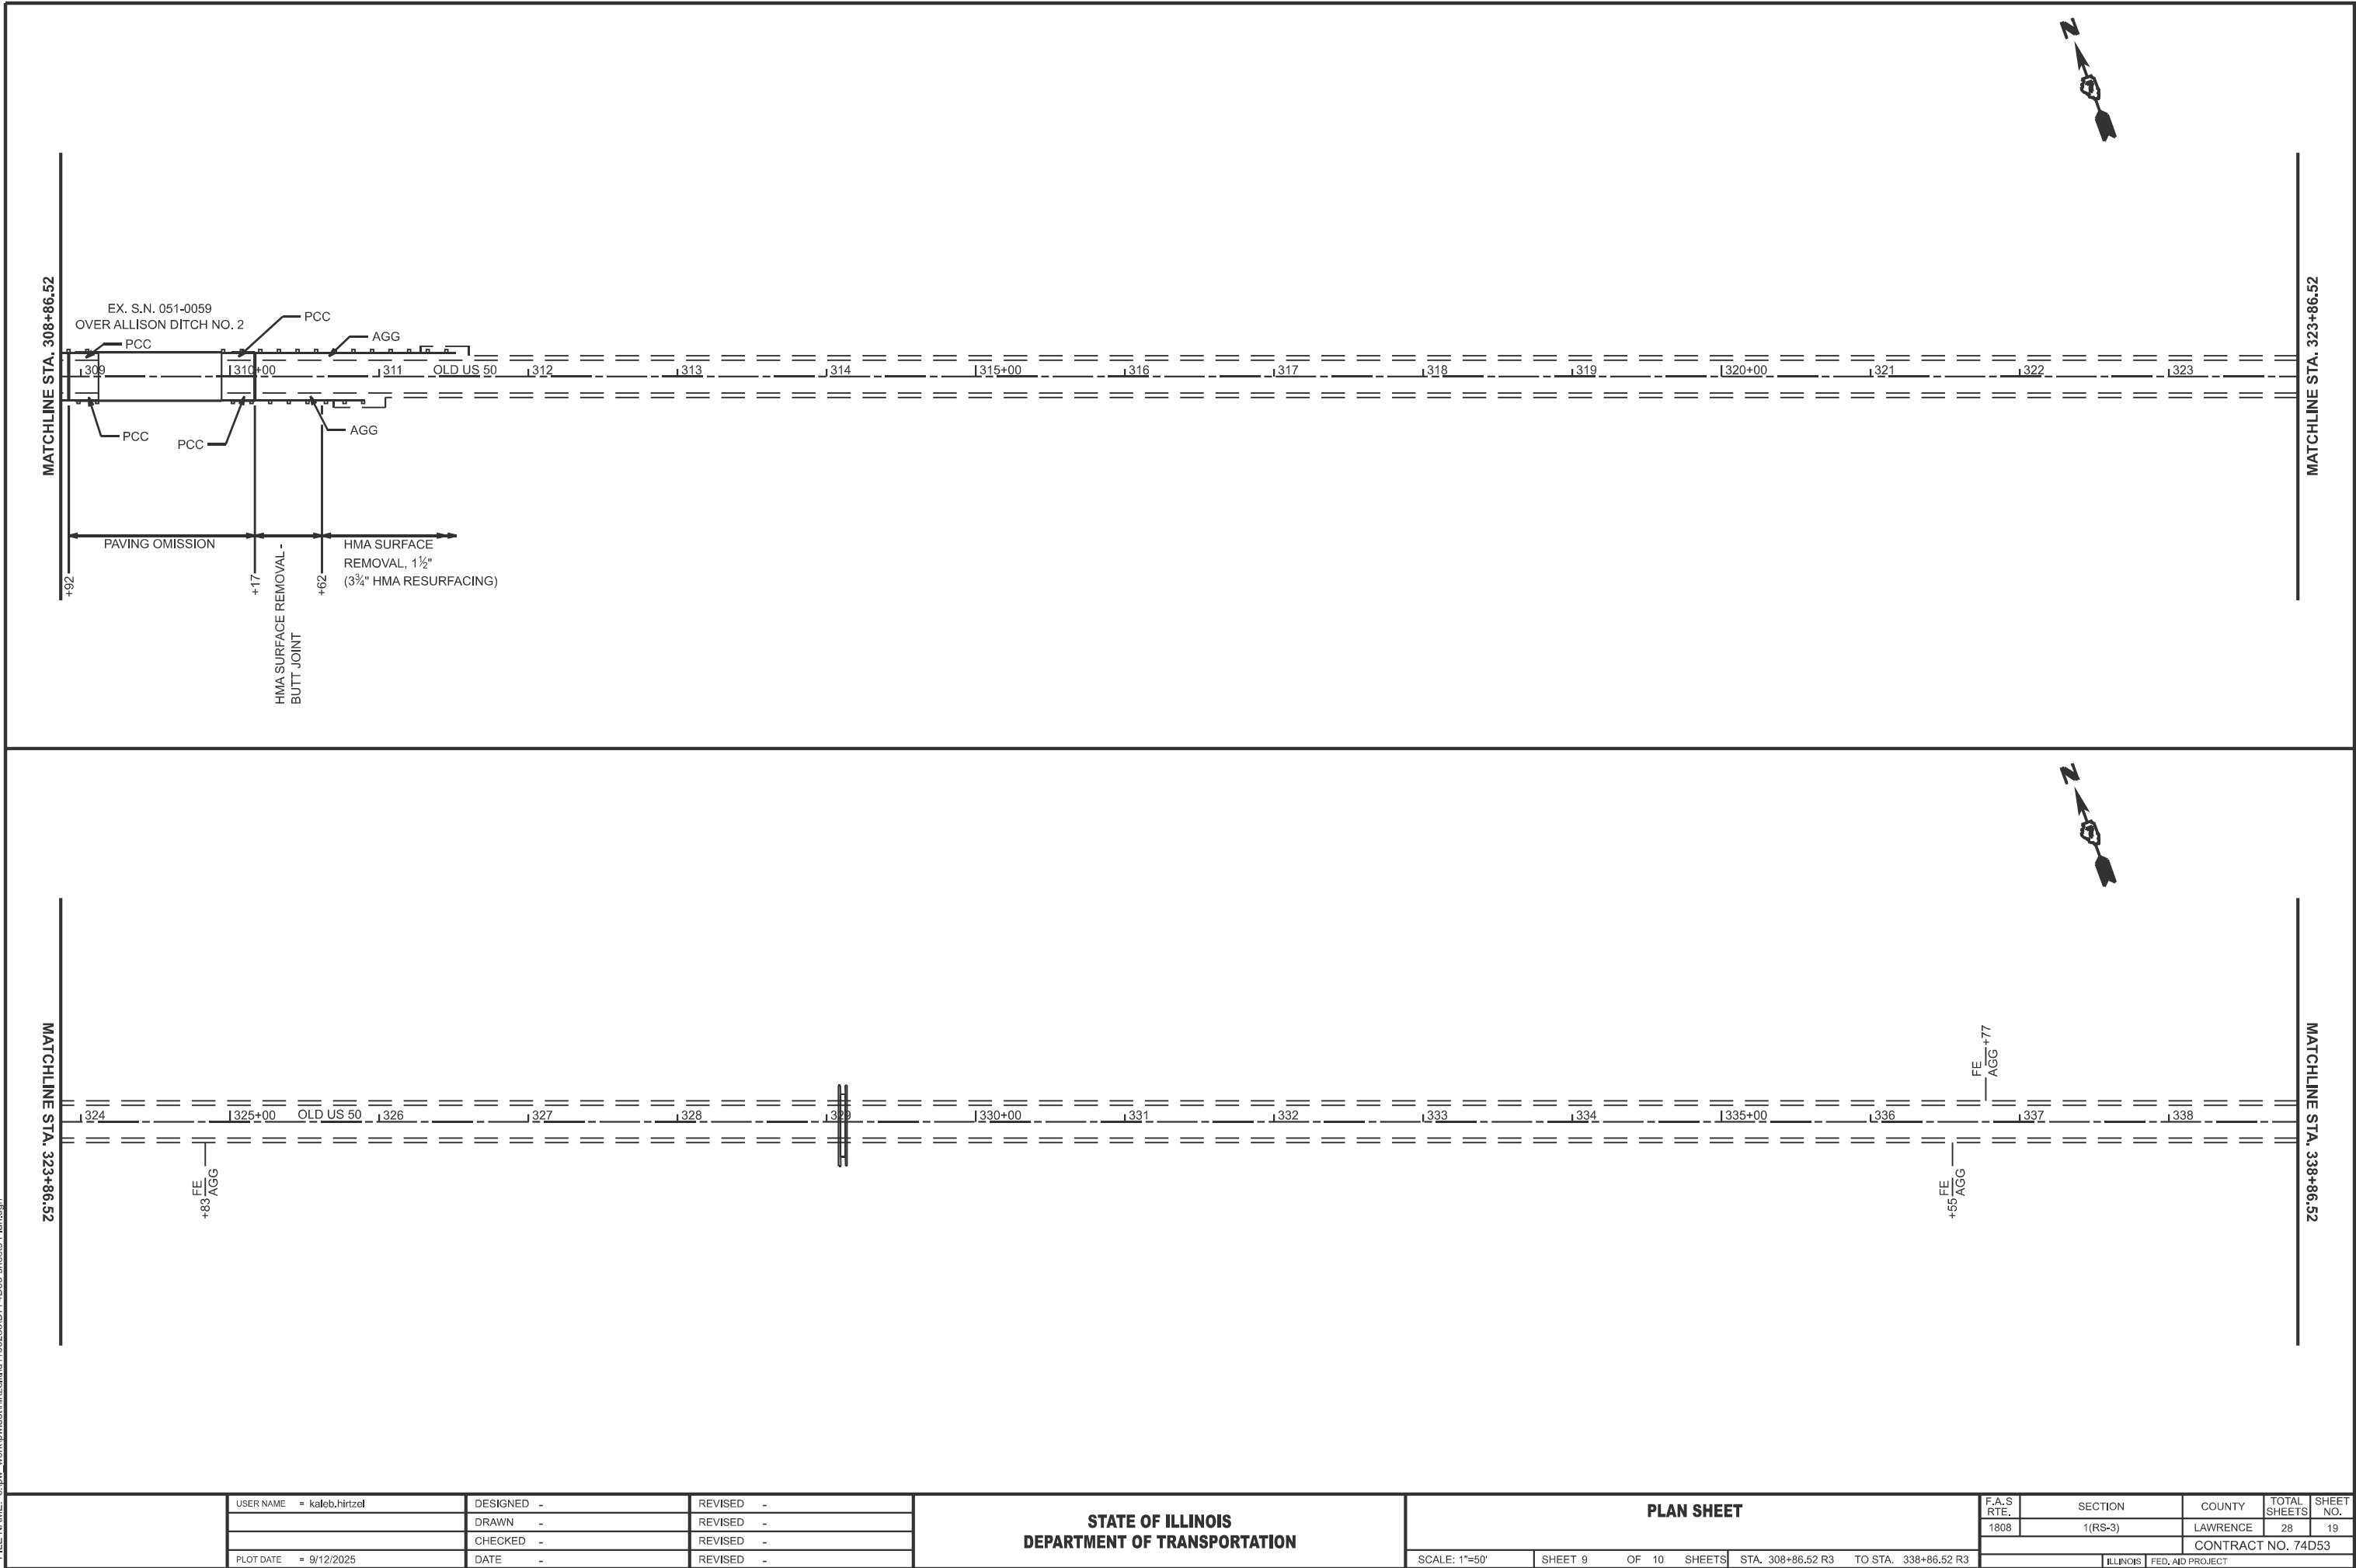 N
MATCHLINE STA. 308+86.52
EX. S.N. 051-0059
OVER ALLISON DITCH NO. 2
PCC
PCC
AGG
309
310+00
311
OLD US 50
312
313
314
315+00
316
317
318
319
320+00
321
322
323
MATCHLINE STA. 323+86.52
PCC
PCC
AGG
PAVING OMISSION
HMA SURFACE REMOVAL -
BUTT JOINT
HMA SURFACE
REMOVAL, 1½"
(3¾" HMA RESURFACING)
+92
+17
+62
N
MATCHLINE STA. 323+86.52
324
325+00
OLD US 50
326
327
328
329
330+00
331
332
333
334
335+00
336
337
338
MATCHLINE STA. 338+86.52
FE
AGG
+77
+83
FE
AGG
+55
FE
AGG
USER NAME = kaleb.hirtzel
PLOT DATE = 9/12/2025
DESIGNED -
DRAWN -
CHECKED -
DATE -
REVISED -
REVISED -
REVISED -
REVISED -
STATE OF ILLINOIS
DEPARTMENT OF TRANSPORTATION
PLAN SHEET
SCALE: 1"=50'
SHEET 9 OF 10 SHEETS
STA. 308+86.52 R3 TO STA. 338+86.52 R3
F.A.S
RTE.
SECTION
COUNTY
TOTAL
SHEETS
SHEET
NO.
1808
1(RS-3)
LAWRENCE
28
19
CONTRACT NO. 74D53
ILLINOIS
FED. AID PROJECT